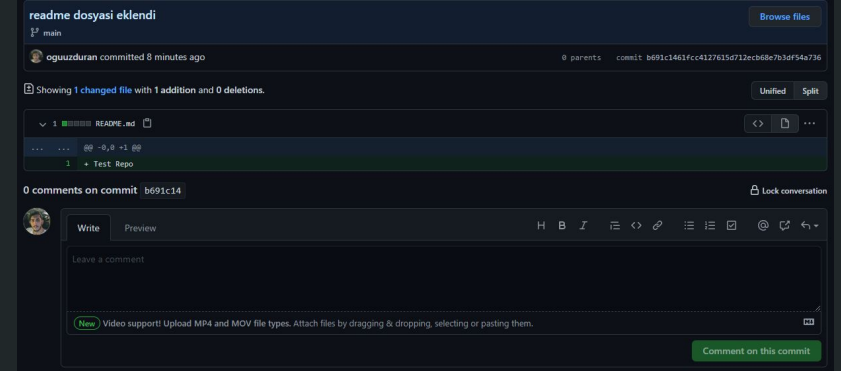 readme dosyasi eklendi
Browse files
main
oguuzduran committed 8 minutes ago
0 parents commit b691c1461fcc4127615d712ecb68e7b3df54a736
Showing 1 changed file with 1 addition and 0 deletions.
Unified Split
1 README.md
... ... @@ -0,0 +1 @@
1 + Test Repo
0 comments on commit b691c14
Lock conversation
Write Preview
Leave a comment
New Video support! Upload MP4 and MOV file types. Attach files by dragging & dropping, selecting or pasting them.
Comment on this commit